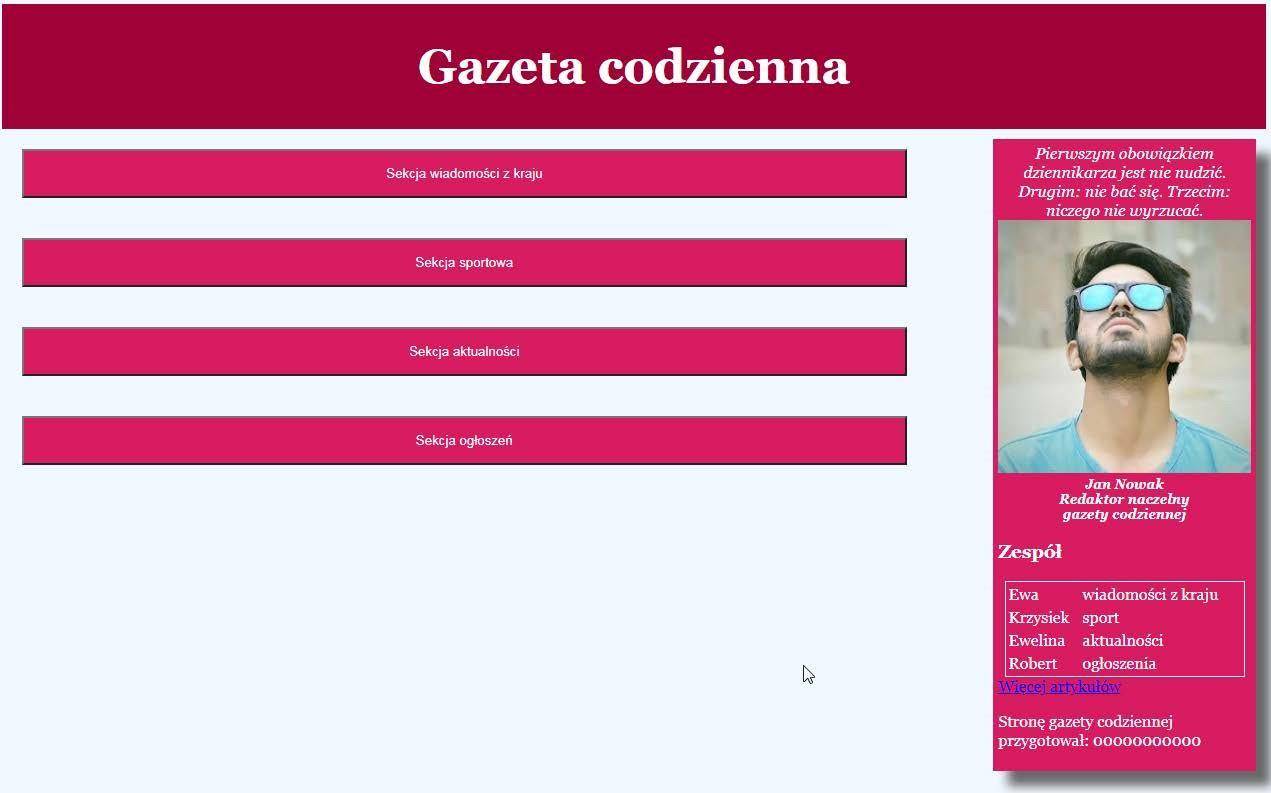 Gazeta codzienna
Sekcja wiadomości z kraju
Sekcja sportowa
Sekcja aktualności
Sekcja ogłoszeń
Pierwszym obowiązkiem
dziennikarza jest nie nudzić.
Drugim: nie bać się. Trzecim:
niczego nie wyrzucać.
Jan Nowak
Redaktor naczelny
gazety codziennej
Zespół
Ewa wiadomości z kraju
Krzysiek sport
Ewelina aktualności
Robert ogłoszenia
Więcej artykułów
Stronę gazety codziennej
przygotował: 00000000000